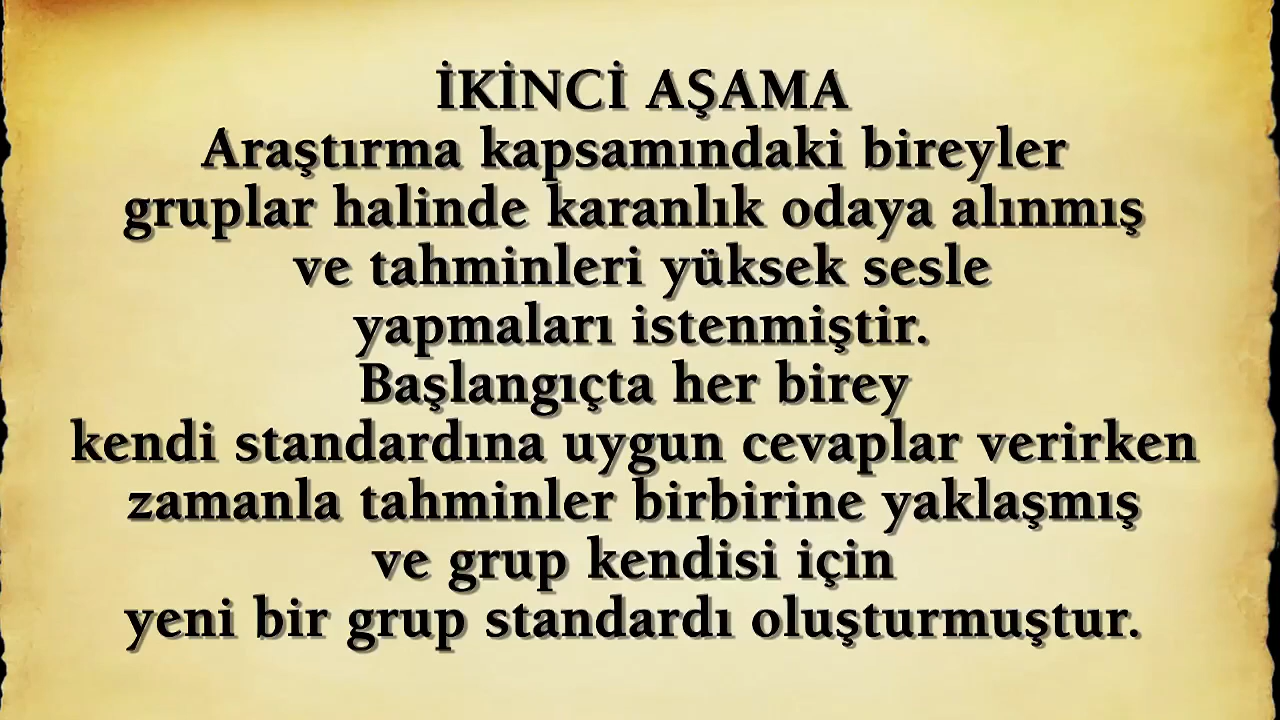 İKİNCİ AŞAMA
Araştırma kapsamındaki bireyler
gruplar halinde karanlık odaya alınmış
ve tahminleri yüksek sesle
yapmaları istenmiştir.
Başlangıçta her birey
kendi standardına uygun cevaplar verirken
zamanla tahminler birbirine yaklaşmış
ve grup kendisi için
yeni bir grup standardı oluşturmuştur.